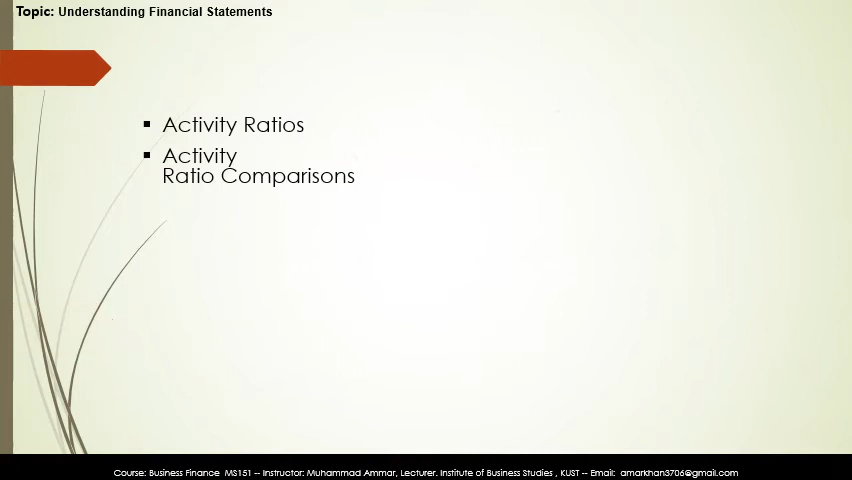 Topic: Understanding Financial Statements
▪ Activity Ratios
▪ Activity
Ratio Comparisons
Course: Business Finance MS151 -- Instructor: Muhammad Ammar, Lecturer. Institute of Business Studies , KUST -- Email: amarkhan3706@gmail.com